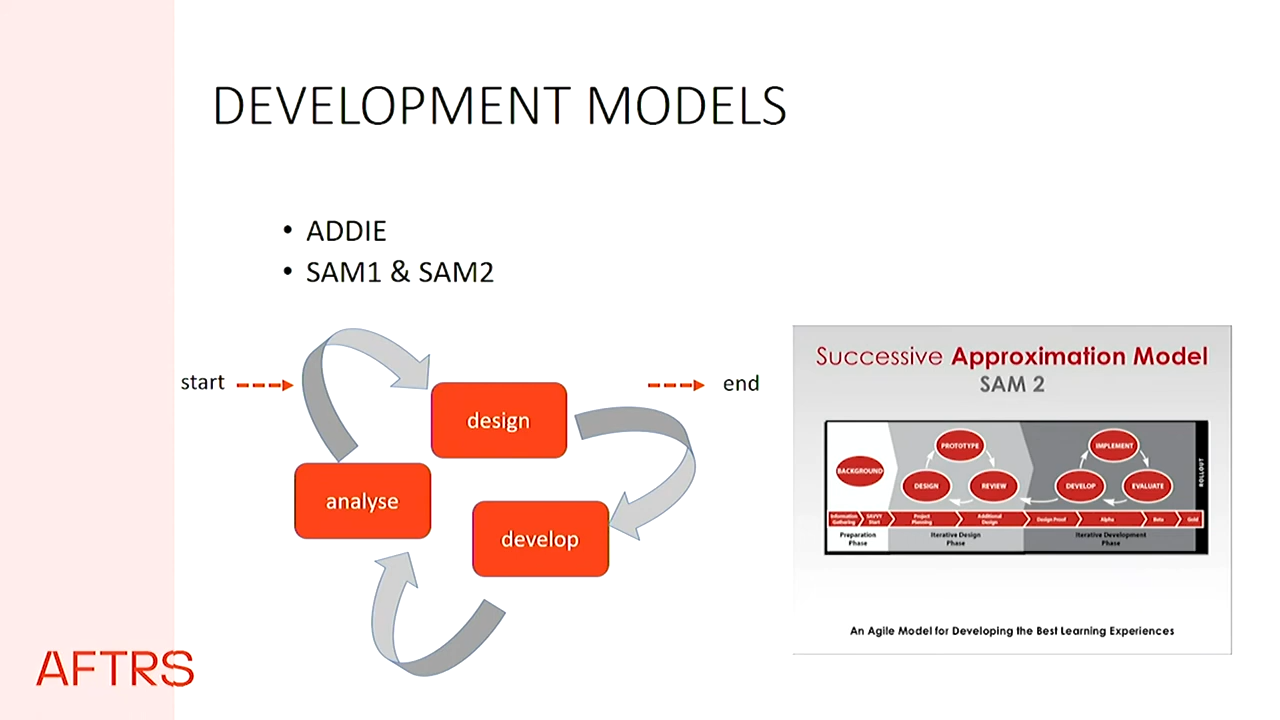 DEVELOPMENT MODELS
• ADDIE
• SAM1 & SAM2
start
end
design
analyse
develop
Successive Approximation Model
SAM 2
PROTOTYPE
IMPLEMENT
BACKGROUND
DESIGN
REVIEW
DEVELOP
EVALUATE
ROLLOUT
Information
Gathering
SAVVY
Start
Project
Planning
Additional
Design
Design Proof
Alpha
Beta
Gold
Preparation
Phase
Iterative Design
Phase
Iterative Development
Phase
An Agile Model for Developing the Best Learning Experiences
AFTRS